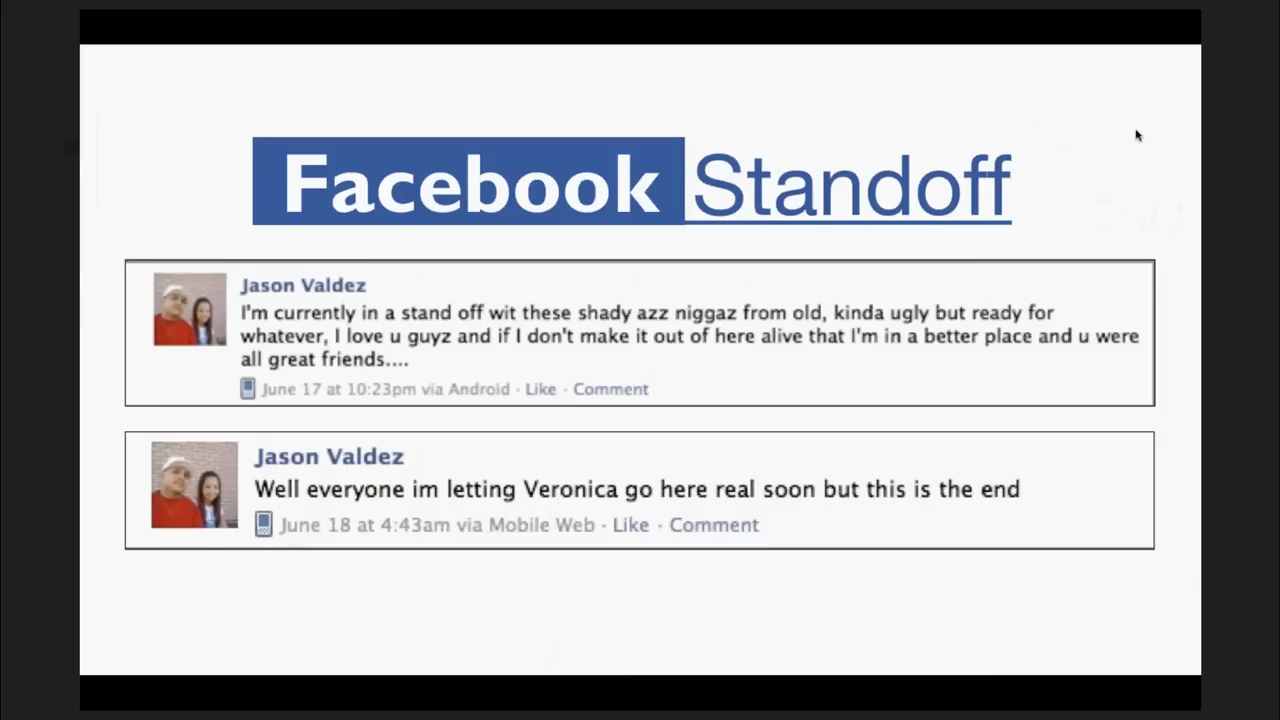 Facebook Standoff
Jason Valdez
I'm currently in a stand off wit these shady azz niggaz from old, kinda ugly but ready for
whatever, I love u guyz and if I don't make it out of here alive that I'm in a better place and u were
all great friends....
June 17 at 10:23pm via Android · Like · Comment
Jason Valdez
Well everyone im letting Veronica go here real soon but this is the end
June 18 at 4:43am via Mobile Web · Like · Comment